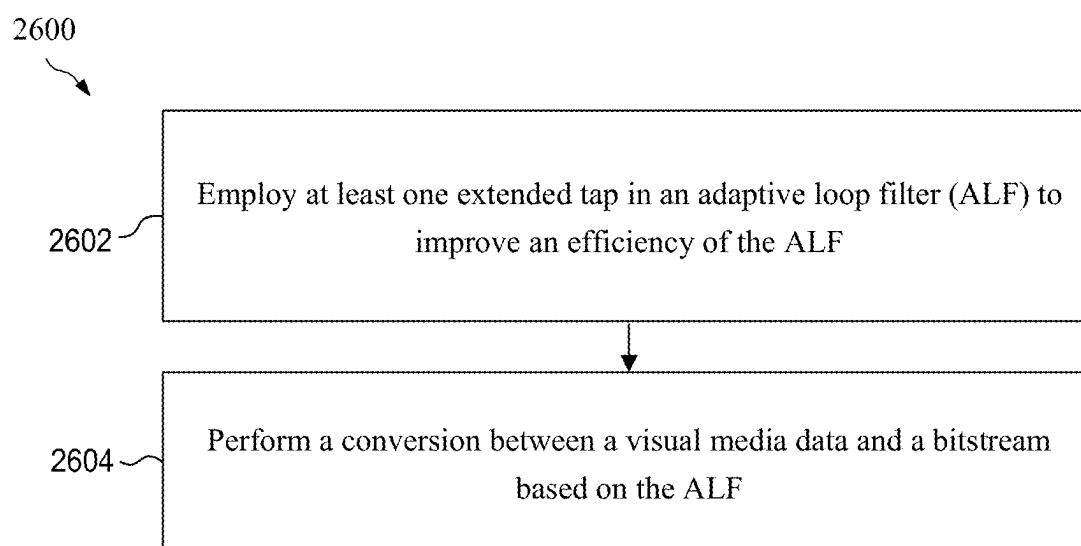 2600
Employ at least one extended tap in an adaptive loop filter (ALF) to
improve an efficiency of the ALF
2602
Perform a conversion between a visual media data and a bitstream
based on the ALF
2604